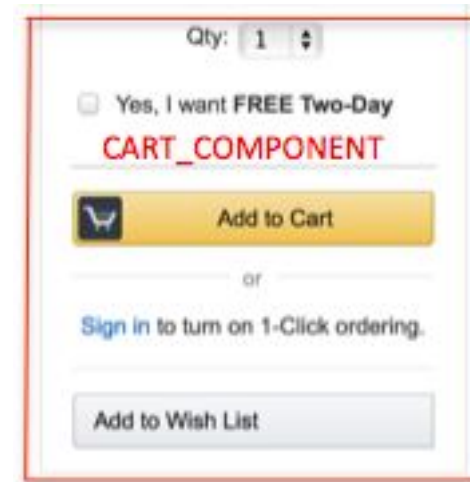 Qty: 1
Yes, I want FREE Two-Day
CART_COMPONENT
Add to Cart
or
Sign in to turn on 1-Click ordering.
Add to Wish List